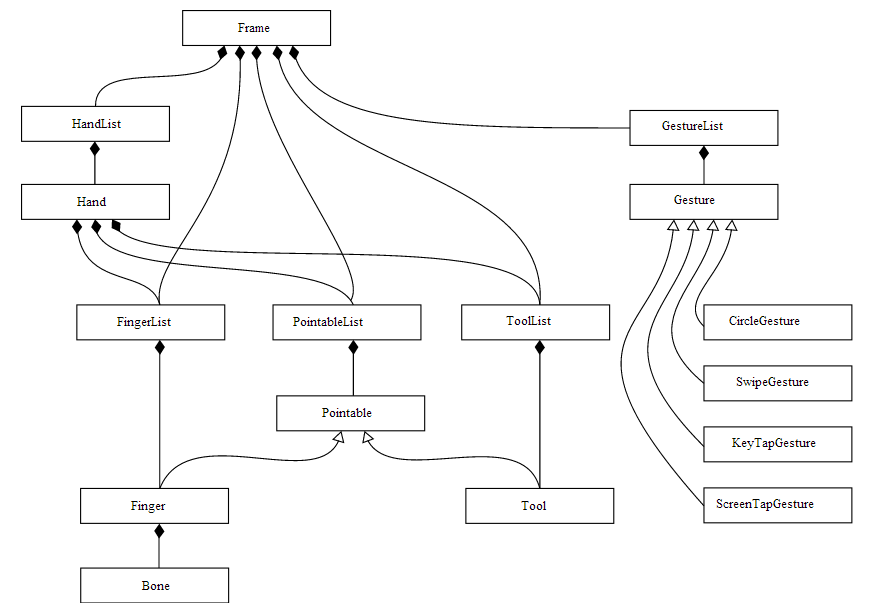 Frame
HandList
GestureList
Hand
Gesture
FingerList
PointableList
ToolList
CircleGesture
SwipeGesture
Pointable
KeyTapGesture
Finger
Tool
ScreenTapGesture
Bone